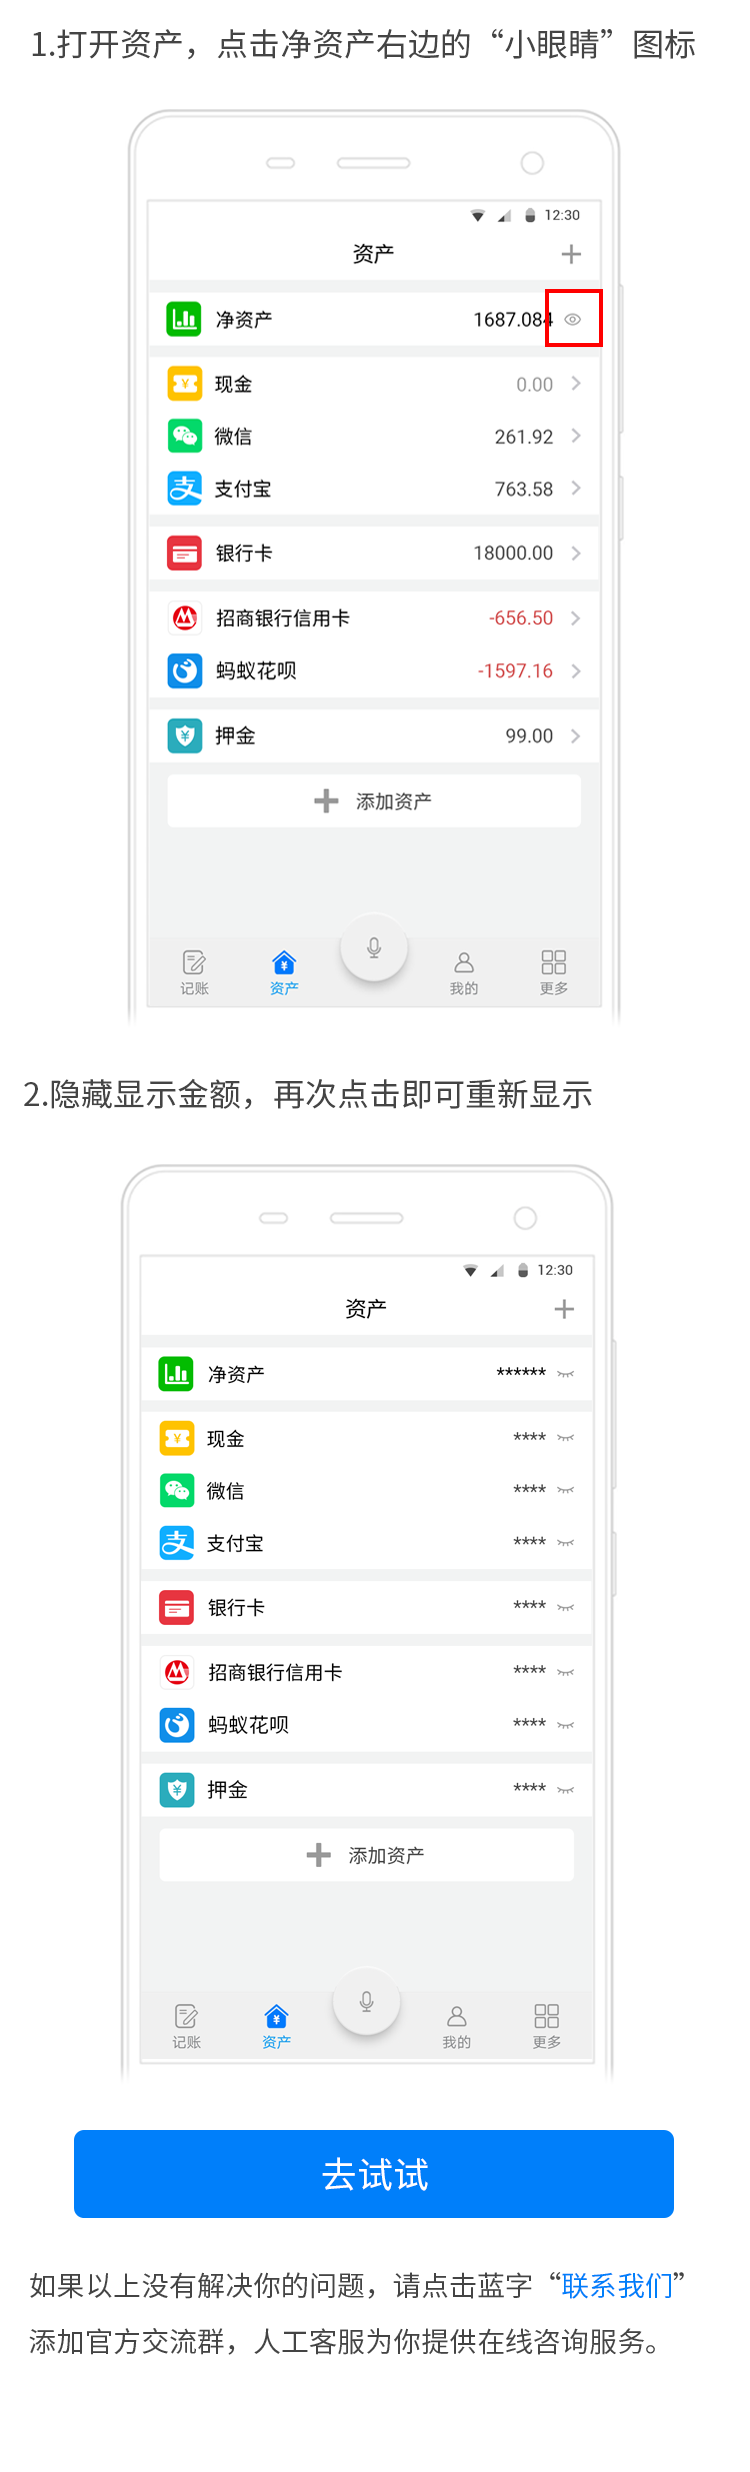 1.打开资产，点击净资产右边的“小眼睛”图标
12:30
资产
净资产 1687.084
现金 0.00
微信 261.92
支付宝 763.58
银行卡 18000.00
招商银行信用卡 -656.50
蚂蚁花呗 -1597.16
押金 99.00
添加资产
记账 资产 我的 更多
2.隐藏显示金额，再次点击即可重新显示
12:30
资产
净资产 ******
现金 ****
微信 ****
支付宝 ****
银行卡 ****
招商银行信用卡 ****
蚂蚁花呗 ****
押金 ****
添加资产
记账 资产 我的 更多
去试试
如果以上没有解决你的问题，请点击蓝字“联系我们”
添加官方交流群，人工客服为你提供在线咨询服务。